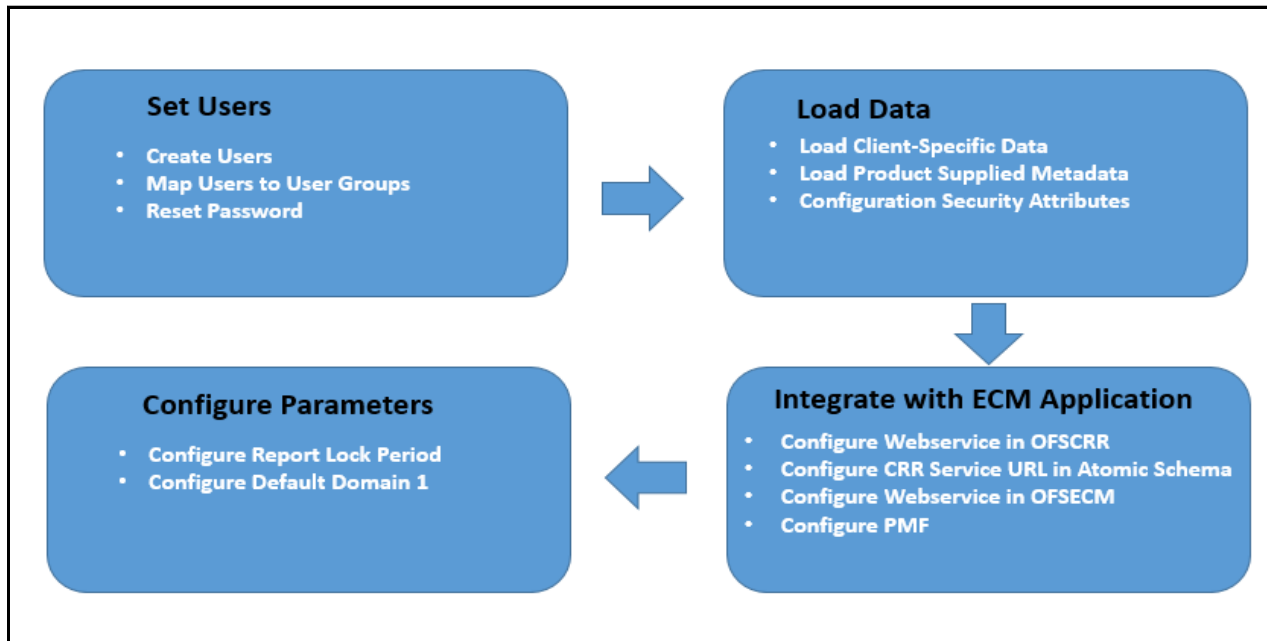 Set Users
• Create Users
• Map Users to User Groups
• Reset Password
Load Data
• Load Client-Specific Data
• Load Product Supplied Metadata
• Configuration Security Attributes
Integrate with ECM Application
• Configure Webservice in OFSCRR
• Configure CRR Service URL in Atomic Schema
• Configure Webservice in OFSECM
• Configure PMF
Configure Parameters
• Configure Report Lock Period
• Configure Default Domain 1